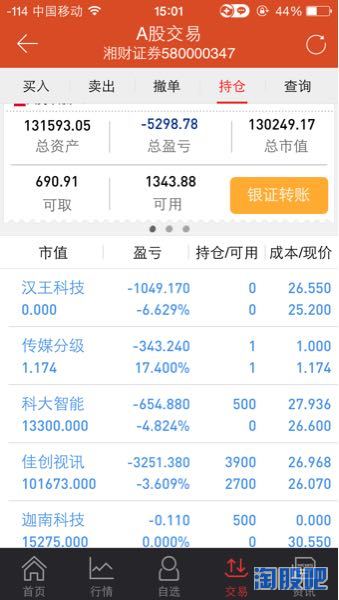 -114 中国移动 15:01 44%
A股交易
湘财证券580000347
买入 卖出 撤单 持仓 查询
131593.05 -5298.78 130249.17
总资产 总盈亏 总市值
690.91 1343.88 银证转账
可取 可用
市值 盈亏 持仓/可用 成本/现价
汉王科技 -1049.170 0 26.550
0.000 -6.629% 0 25.200
传媒分级 -343.240 1 1.000
1.174 17.400% 1 1.174
科大智能 -654.880 500 27.936
13300.000 -4.824% 0 26.600
佳创视讯 -3251.380 3900 26.968
101673.000 -3.609% 2700 26.070
迦南科技 -0.110 500 0.000
15275.000 0.000% 0 30.550
首页 行情 自选 交易 资讯
淘股吧